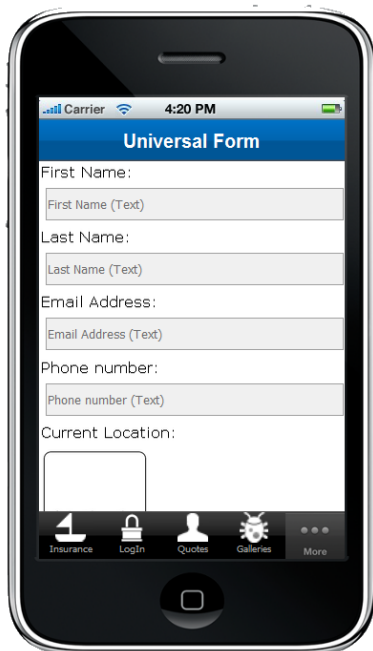 Carrier 4:20 PM
Universal Form
First Name:
First Name (Text)
Last Name:
Last Name (Text)
Email Address:
Email Address (Text)
Phone number:
Phone number (Text)
Current Location:
Insurance LogIn Quotes Galleries More